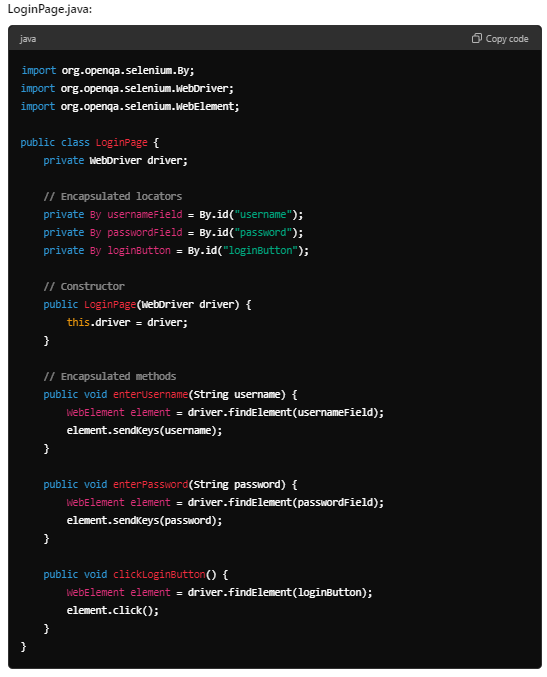 LoginPage.java:
java
Copy code
import org.openqa.selenium.By;
import org.openqa.selenium.WebDriver;
import org.openqa.selenium.WebElement;
public class LoginPage {
private WebDriver driver;
// Encapsulated locators
private By usernameField = By.id("username");
private By passwordField = By.id("password");
private By loginButton = By.id("loginButton");
// Constructor
public LoginPage(WebDriver driver) {
this.driver = driver;
}
// Encapsulated methods
public void enterUsername(String username) {
WebElement element = driver.findElement(usernameField);
element.sendKeys(username);
}
public void enterPassword(String password) {
WebElement element = driver.findElement(passwordField);
element.sendKeys(password);
}
public void clickLoginButton() {
WebElement element = driver.findElement(loginButton);
element.click();
}
}